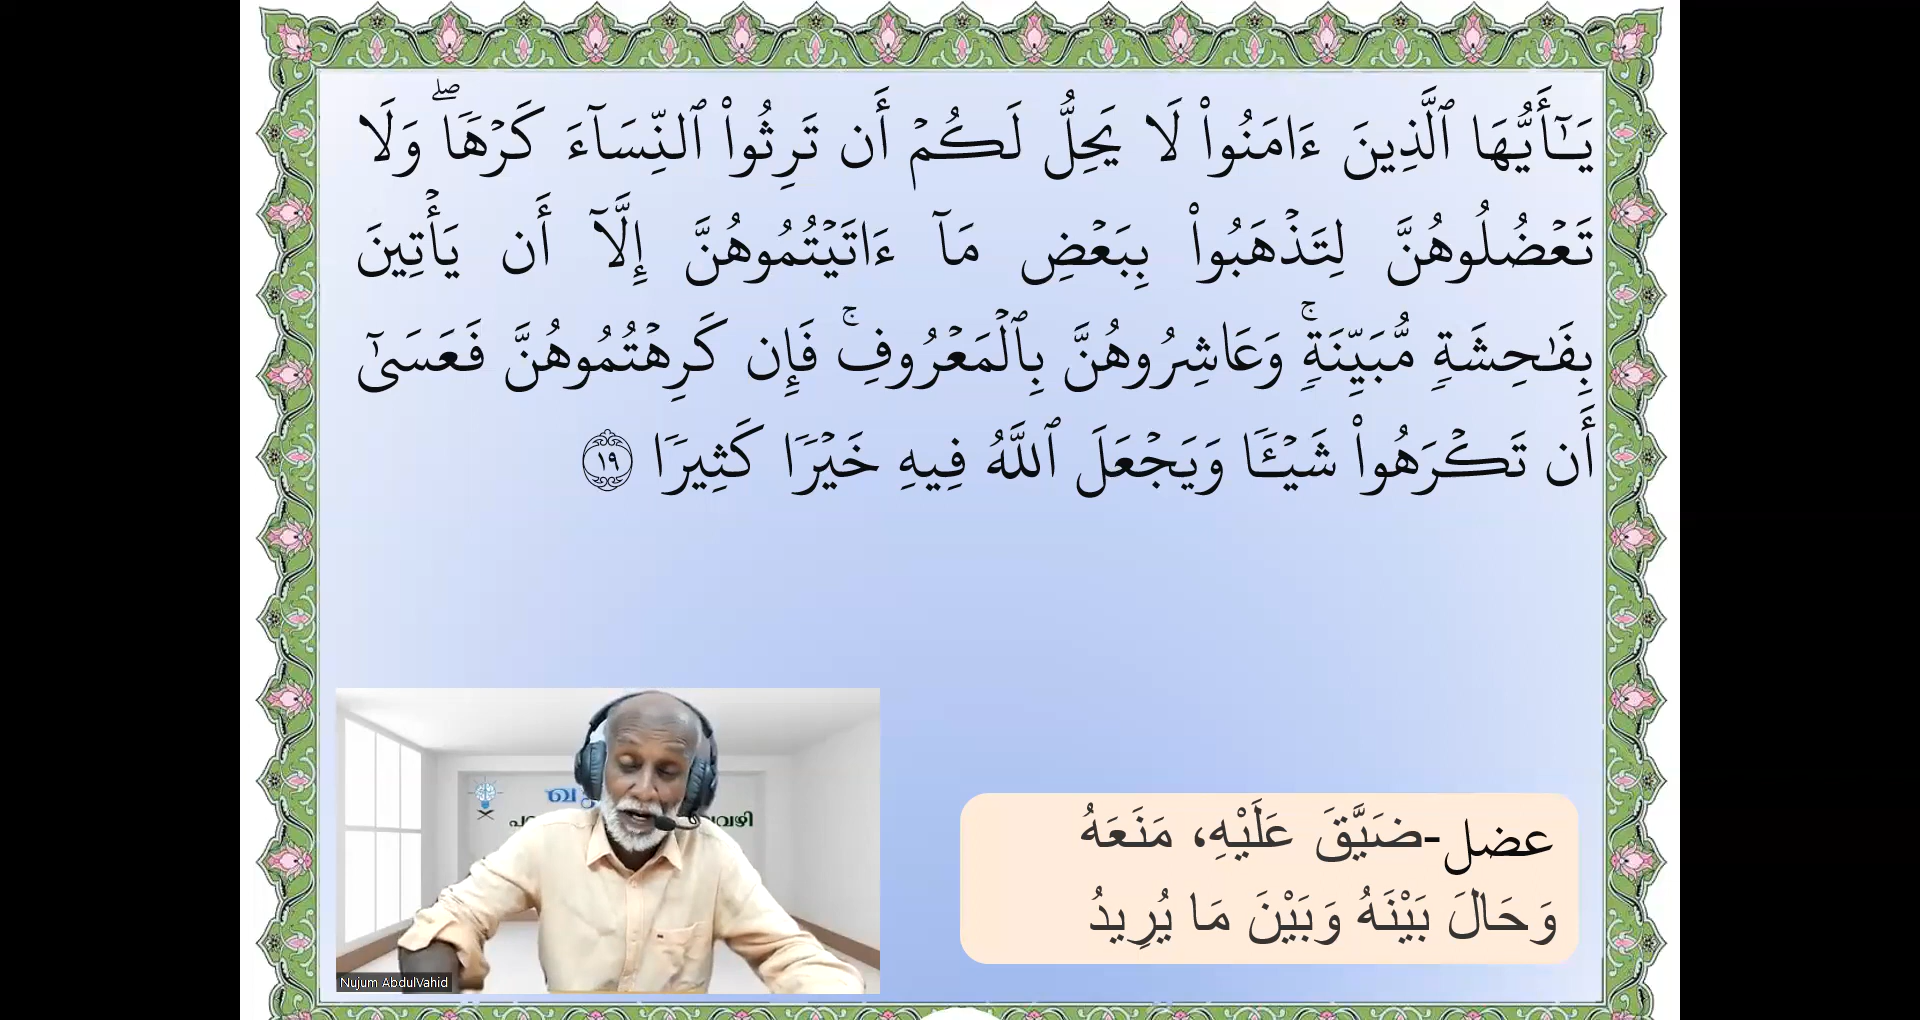 يَـٰٓأَيُّهَا ٱلَّذِينَ ءَامَنُوا۟ لَا يَحِلُّ لَكُمْ أَن تَرِثُوا۟ ٱلنِّسَآءَ كَرْهًۭا ۖ وَلَا
تَعْضُلُوهُنَّ لِتَذْهَبُوا۟ بِبَعْضِ مَآ ءَاتَيْتُمُوهُنَّ إِلَّآ أَن يَأْتِينَ
بِفَـٰحِشَةٍۢ مُّبَيِّنَةٍۢ ۚ وَعَاشِرُوهُنَّ بِٱلْمَعْرُوفِ ۚ فَإِن كَرِهْتُمُوهُنَّ فَعَسَىٰٓ
أَن تَكْرَهُوا۟ شَيْـًۭٔا وَيَجْعَلَ ٱللَّهُ فِيهِ خَيْرًۭا كَثِيرًۭا ١٩
عضل-ضَيَّقَ عَلَيْهِ، مَنَعَهُ
وَحَالَ بَيْنَهُ وَبَيْنَ مَا يُرِيدُ
Nujum AbdulVahid